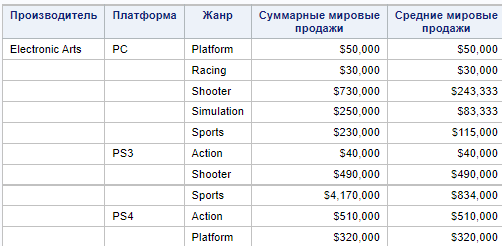 Производитель Платформа Жанр Суммарные мировые продажи Средние мировые продажи
Electronic Arts PC Platform $50,000 $50,000
Racing $30,000 $30,000
Shooter $730,000 $243,333
Simulation $250,000 $83,333
Sports $230,000 $115,000
PS3 Action $40,000 $40,000
Shooter $490,000 $490,000
Sports $4,170,000 $834,000
PS4 Action $510,000 $510,000
Platform $320,000 $320,000